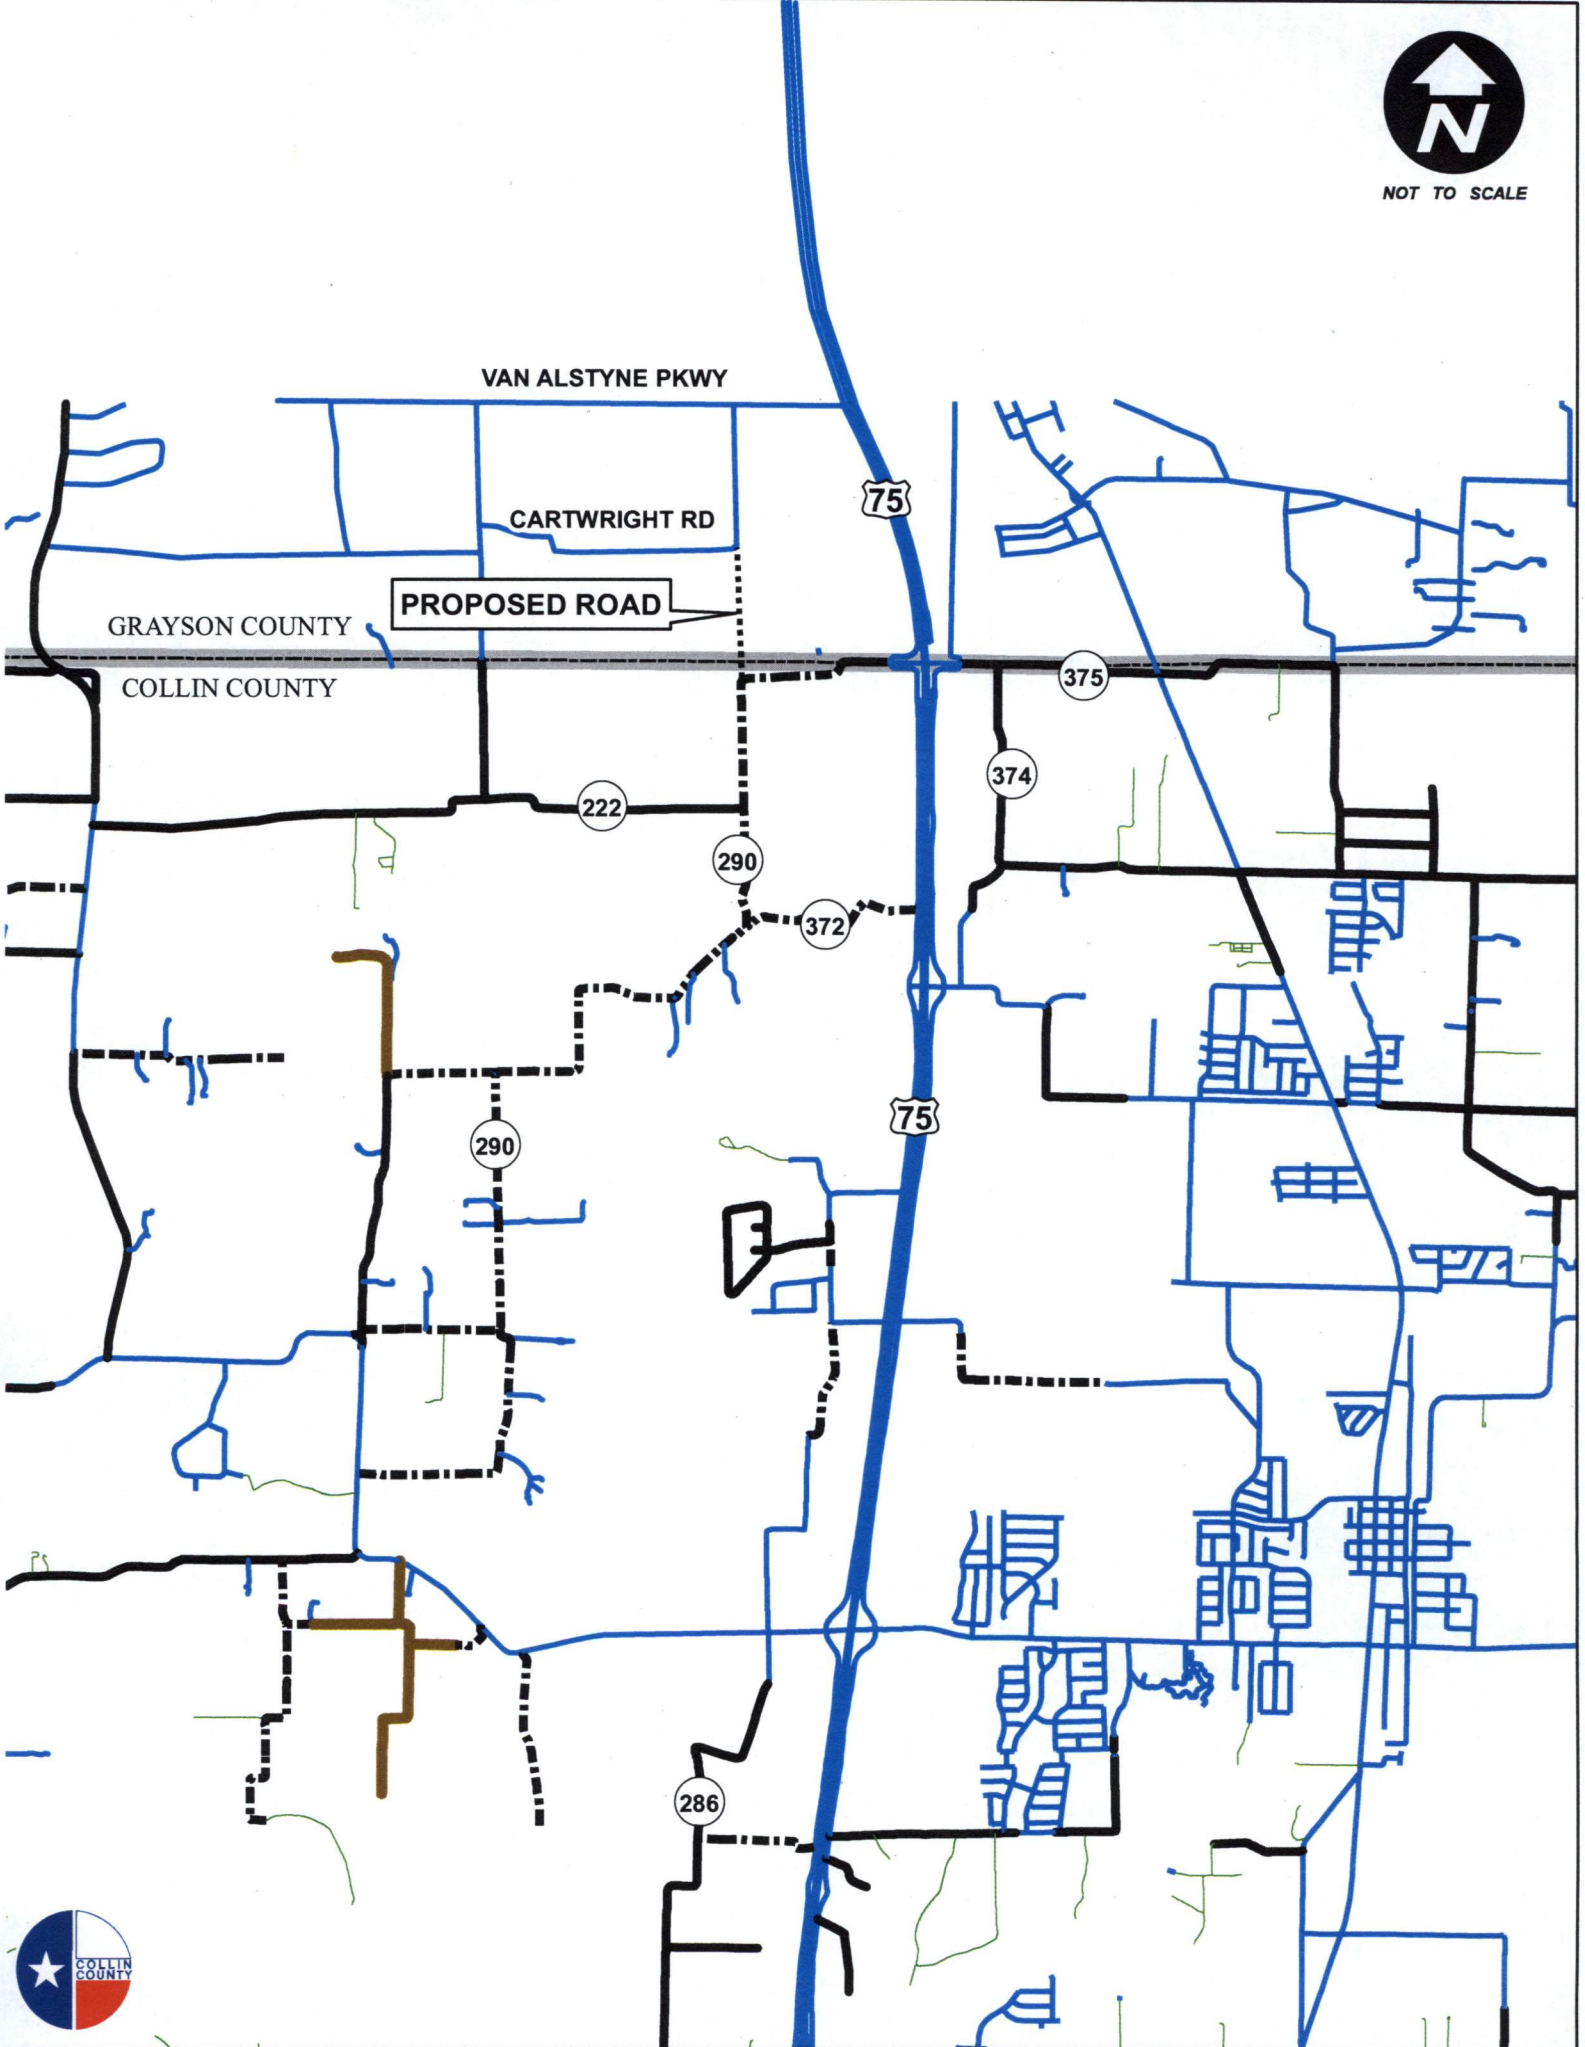 N
NOT TO SCALE
VAN ALSTYNE PKWY
75
CARTWRIGHT RD
PROPOSED ROAD
GRAYSON COUNTY
COLLIN COUNTY
375
374
222
290
372
75
290
286
COLLIN
COUNTY